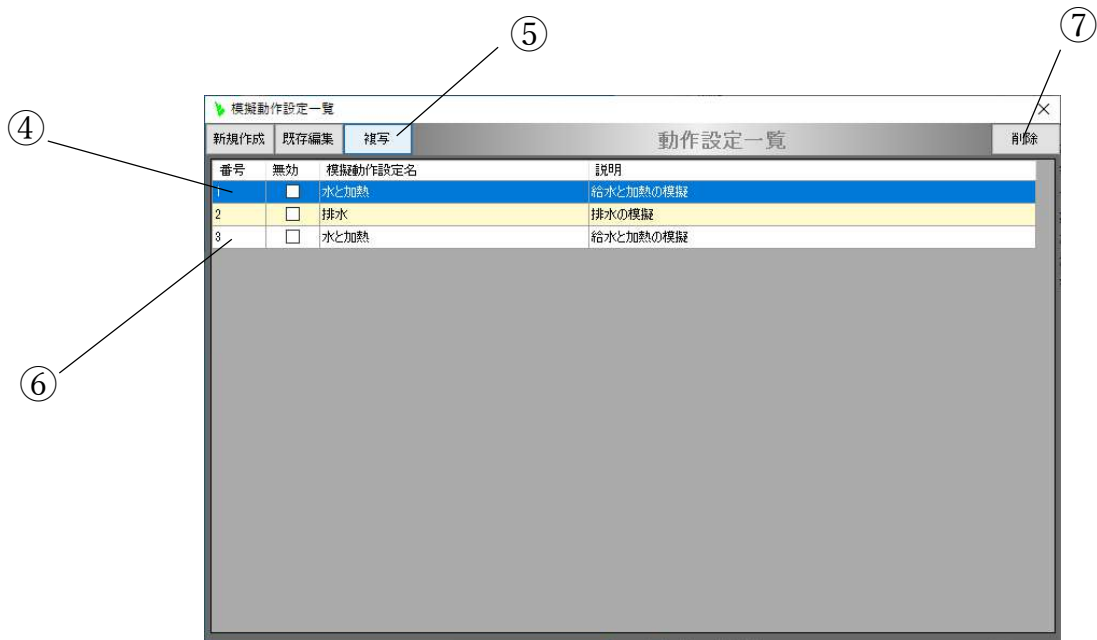 ⑤
⑦
④
⑥
模擬動作設定一覧
新規作成 既存編集 複写 動作設定一覧 削除
番号 無効 模擬動作設定名 説明
1 水と加熱 給水と加熱の模擬
2 排水 排水の模擬
3 水と加熱 給水と加熱の模擬